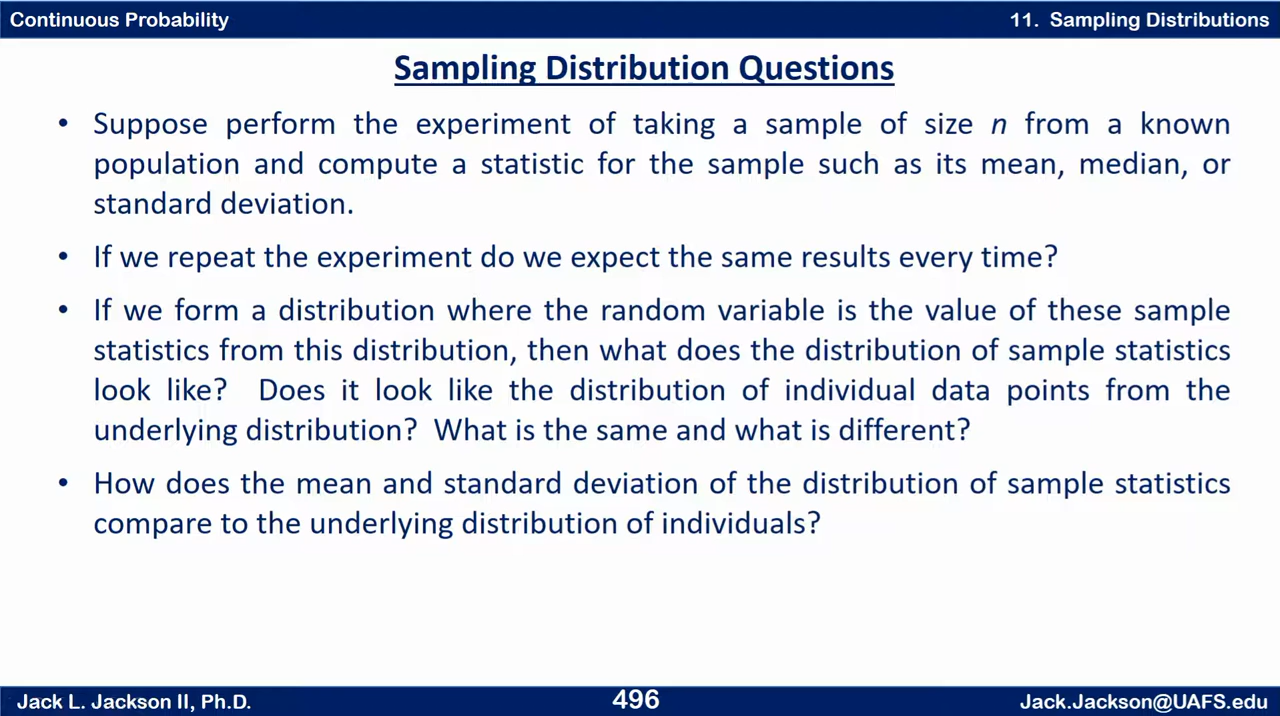 Continuous Probability
11. Sampling Distributions
Sampling Distribution Questions
• Suppose perform the experiment of taking a sample of size n from a known
population and compute a statistic for the sample such as its mean, median, or
standard deviation.
• If we repeat the experiment do we expect the same results every time?
• If we form a distribution where the random variable is the value of these sample
statistics from this distribution, then what does the distribution of sample statistics
look like? Does it look like the distribution of individual data points from the
underlying distribution? What is the same and what is different?
• How does the mean and standard deviation of the distribution of sample statistics
compare to the underlying distribution of individuals?
Jack L. Jackson II, Ph.D.
496
Jack.Jackson@UAFS.edu